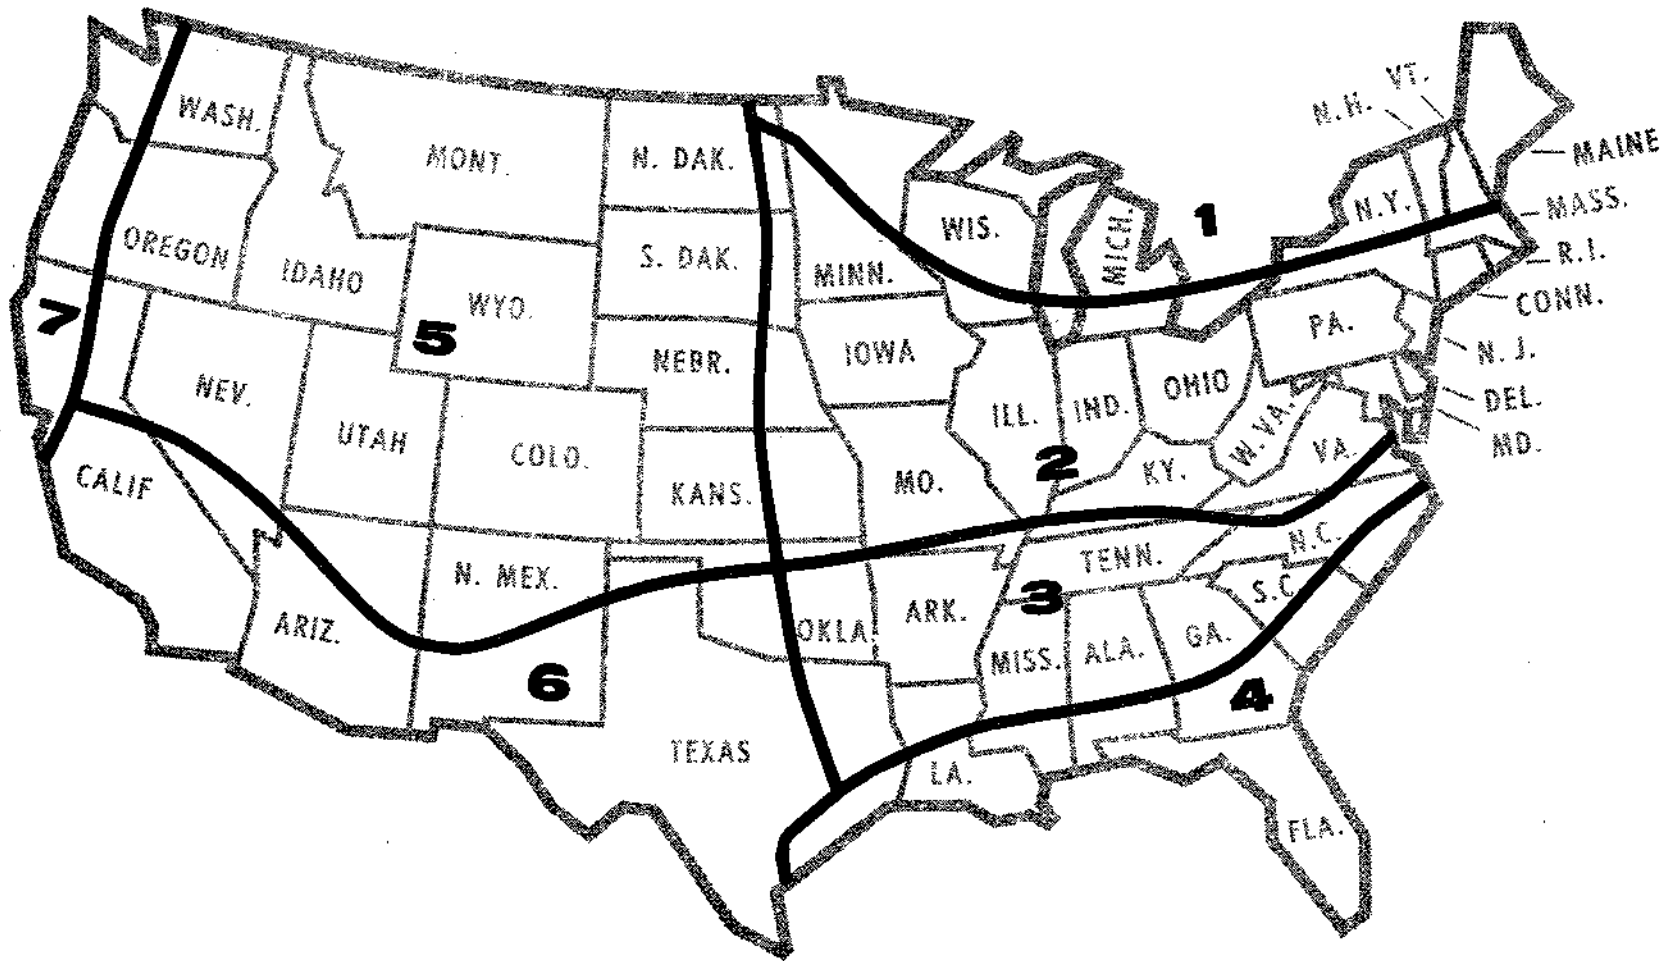 VT.
N.H.
WASH.
MONT.
N. DAK.
MAINE
N.Y.
MASS.
1
WIS.
MICH.
OREGON
IDAHO
S. DAK.
MINN.
R.I.
CONN.
WYO.
7
5
PA.
NEBR.
IOWA
N. J.
NEV.
OHIO
DEL.
UTAH
COLO.
ILL.
IND.
W. VA.
VA.
MD.
2
KY.
CALIF
KANS.
MO.
N.C.
TENN.
N. MEX.
S.C.
3
ARK.
ARIZ.
OKLA.
MISS.
ALA.
GA.
6
4
TEXAS
LA.
FLA.